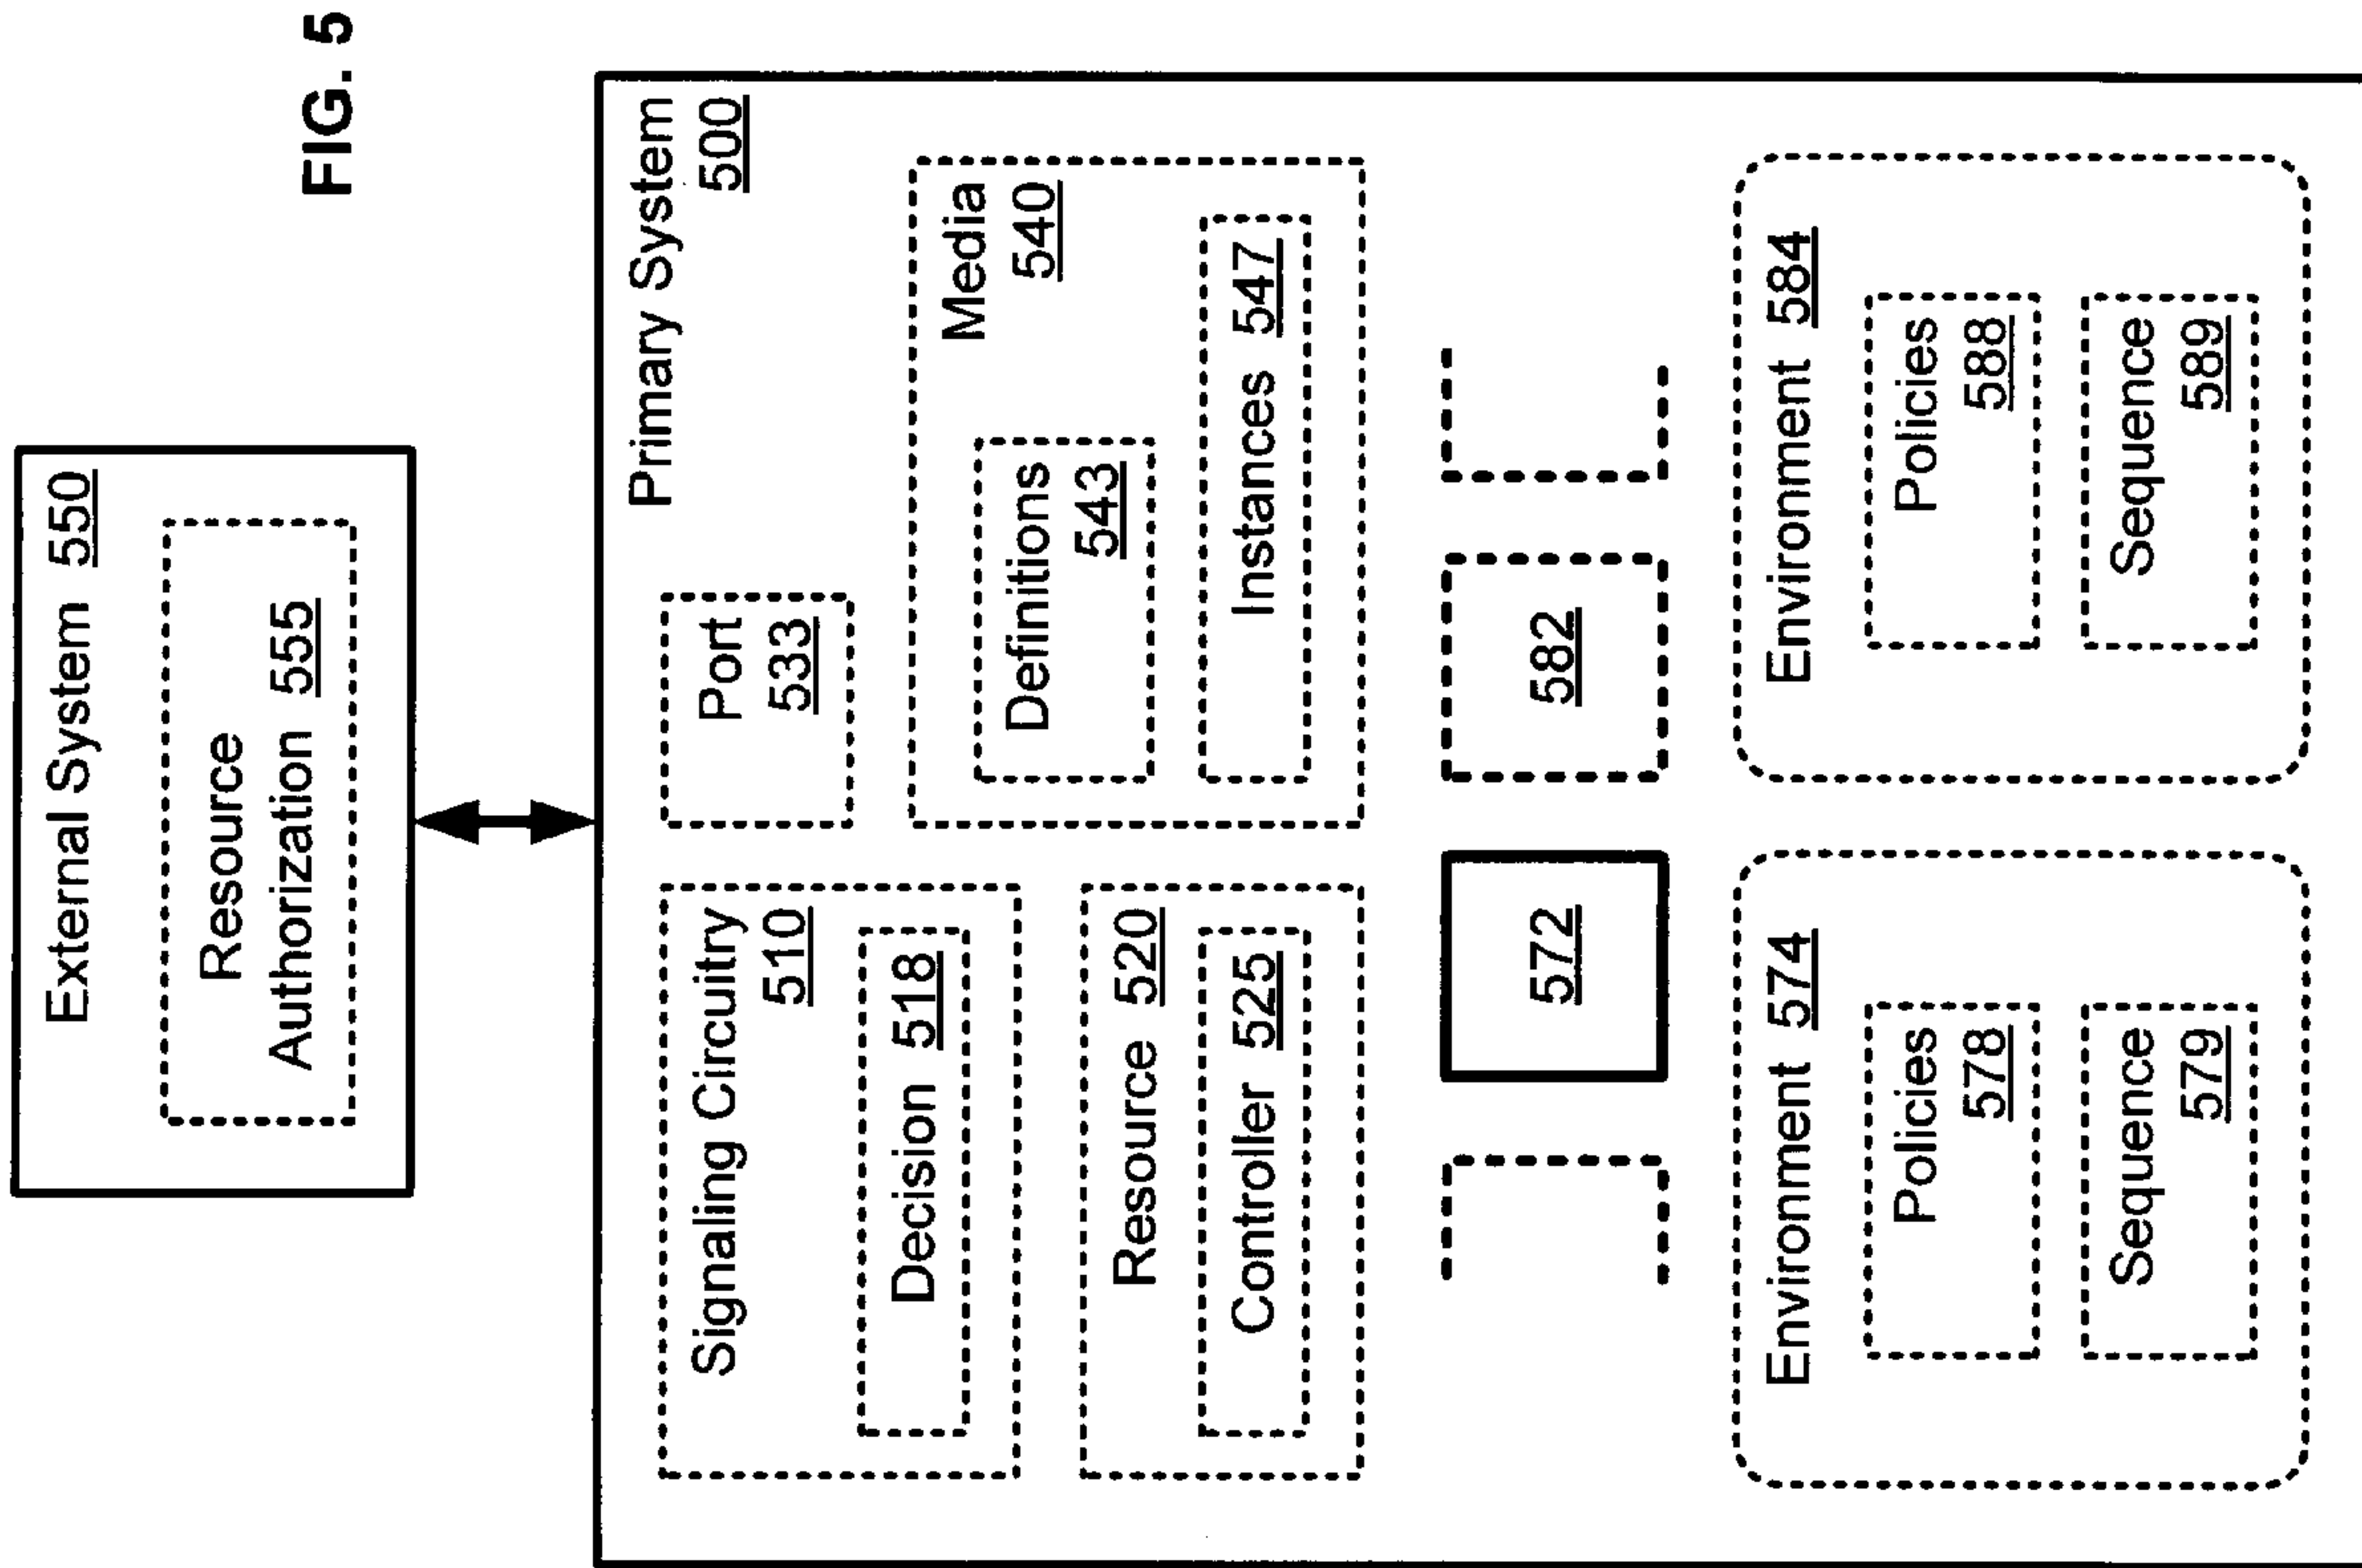 FIG. 5
External System 550
Resource
Authorization 555
Primary System
500
Signaling Circuitry
510
Decision 518
Port
533
Resource 520
Controller 525
Media
540
Definitions
543
Instances 547
572
582
Environment 574
Policies
578
Sequence
579
Environment 584
Policies
588
Sequence
589